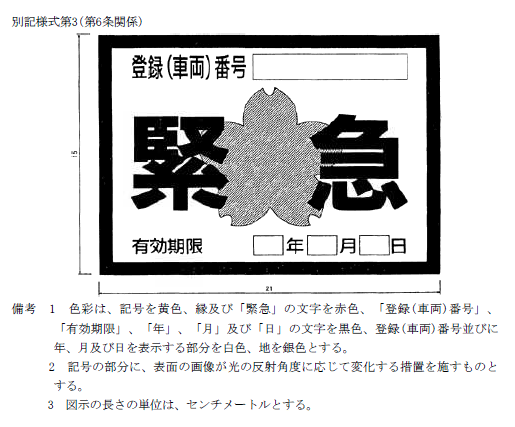 別記様式第3(第6条関係)
登録(車両)番号
緊急
有効期限 年 月 日
15
21
備考 1 色彩は、記号を黄色、縁及び「緊急」の文字を赤色、「登録(車両)番号」、
「有効期限」、「年」、「月」及び「日」の文字を黒色、登録(車両)番号並びに
年、月及び日を表示する部分を白色、地を銀色とする。
2 記号の部分に、表面の画像が光の反射角度に応じて変化する措置を施すものと
する。
3 図示の長さの単位は、センチメートルとする。